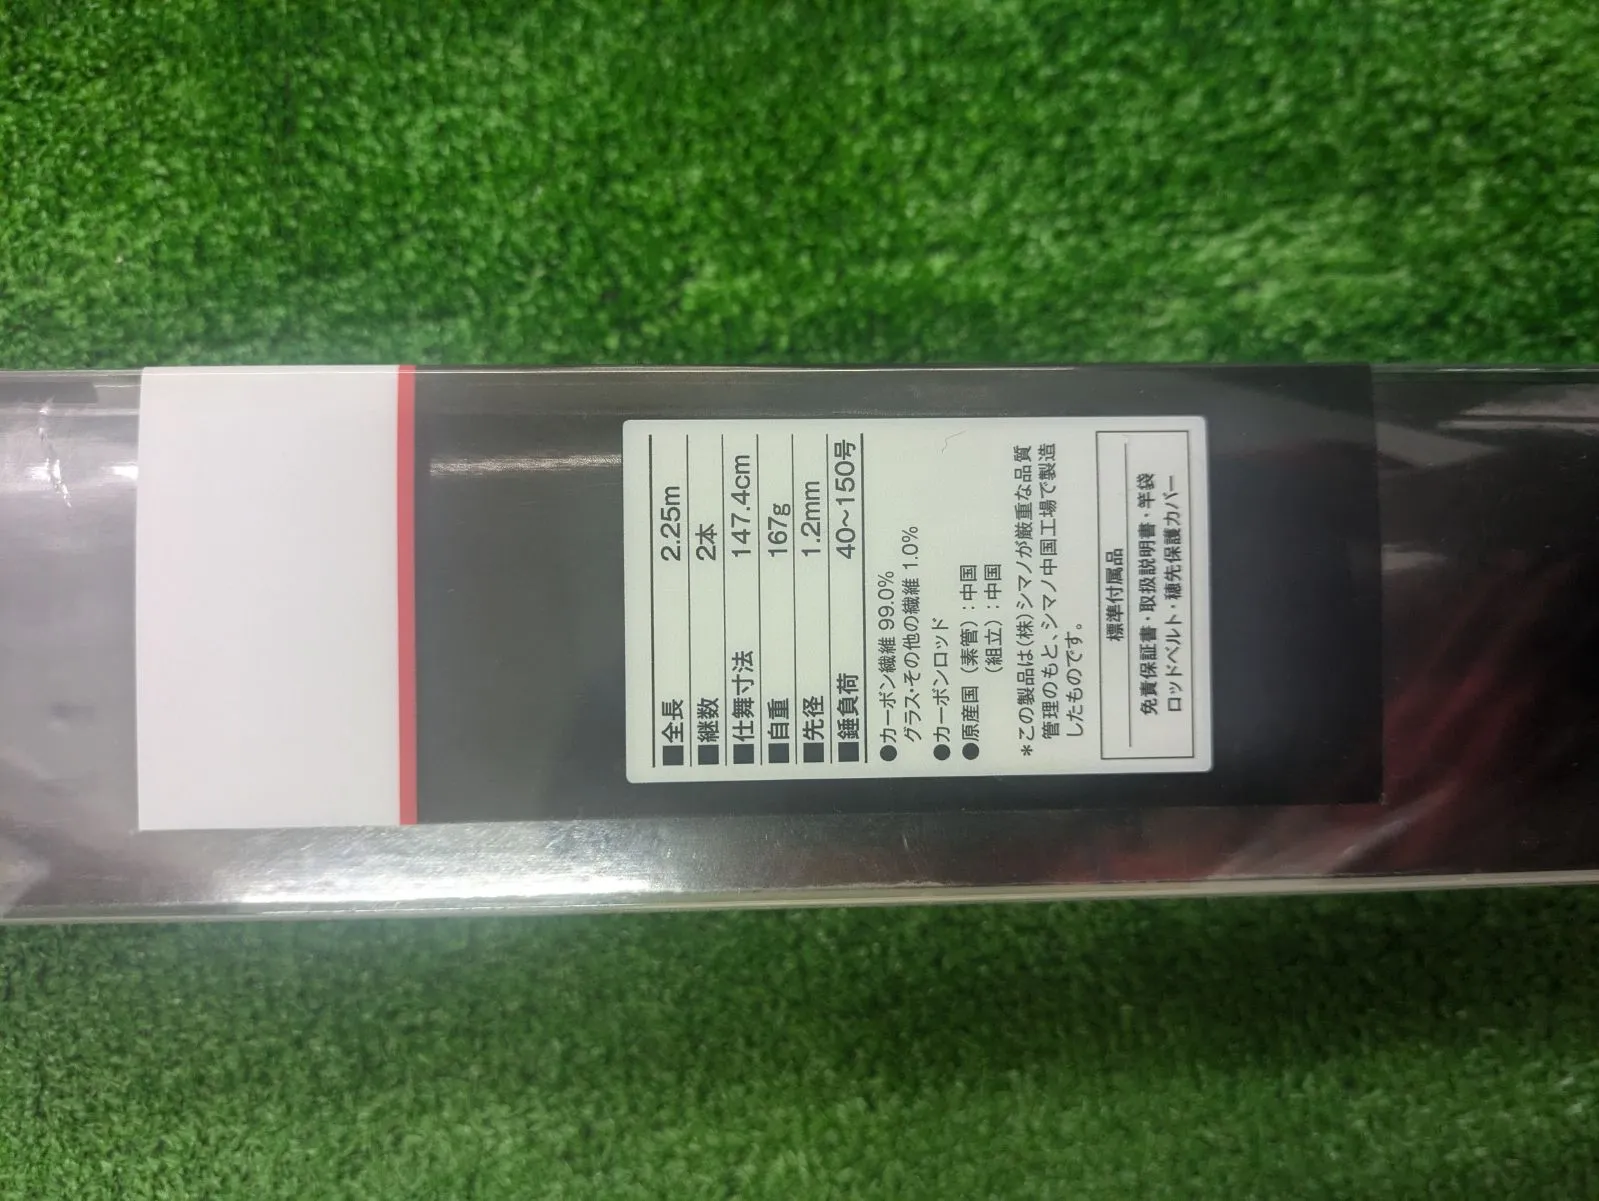 ■全長 2.25m
■継数 2本
■仕舞寸法 147.4cm
■自重 167g
■先径 1.2mm
■錘負荷 40~150号
●カーボン繊維 99.0%
グラス・その他の繊維 1.0%
●カーボンロッド
●原産国（素管）：中国
（組立）：中国
＊この製品は(株)シマノが厳重な品質
管理のもと、シマノ中国工場で製造
したものです。
標準付属品
免責保証書・取扱説明書・竿袋
ロッドベルト・穂先保護カバー